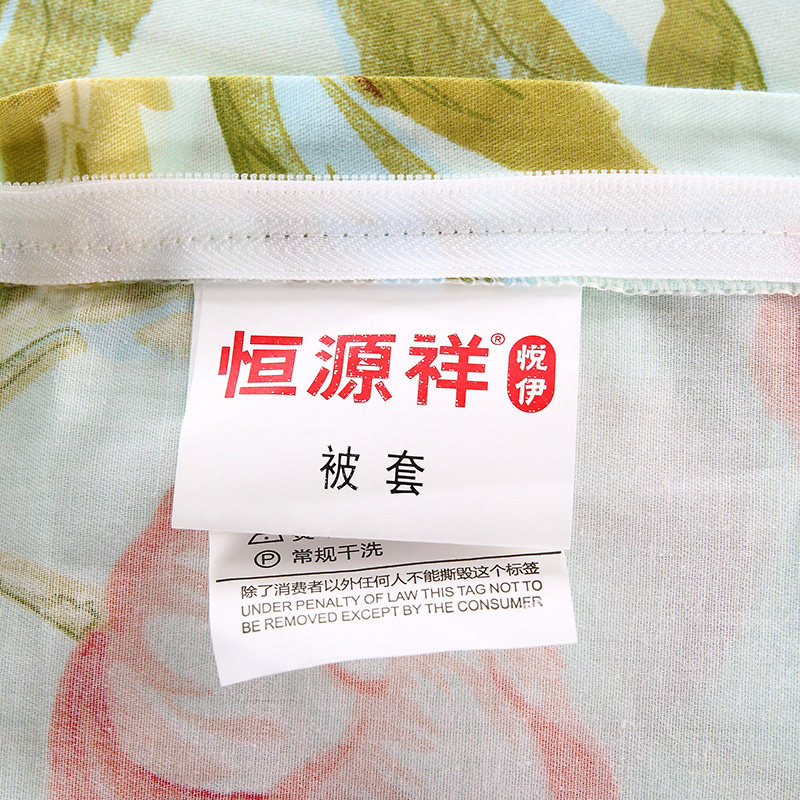 恒源祥® 悦伊
被套
Ⓟ 常规干洗
除了消费者以外任何人不能撕毁这个标签
UNDER PENALTY OF LAW THIS TAG NOT TO
BE REMOVED EXCEPT BY THE CONSUMER